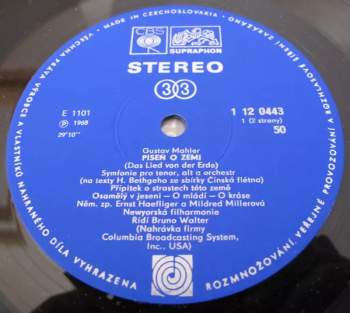 VŠECHNA PRÁVA VÝROBCE A VLASTNÍKŮ NAHRANÉHO DÍLA VYHRAZENA
• MADE IN CZECHOSLOVAKIA •
ROZMNOŽOVÁNÍ, VEŘEJNÉ PROVOZOVÁNÍ A ROZHLASOVÉ ŠÍŘENÍ ZAKÁZÁNO
CBS
SUPRAPHON
STEREO
33
E 1101
Ⓟ 1968
29'10"
1 12 0443
1 (2 strany)
50
Gustav Mahler
PÍSEŇ O ZEMI
(Das Lied von der Erde)
Symfonie pro tenor, alt a orchestr
(na texty H. Bethgeho ze sbírky Čínská flétna)
Přípitek o strastech této země
Osamělý v jeseni — O mládí — O kráse
Něm. zp. Ernst Haefliger a Mildred Millerová
Newyorská filharmonie
Řídí Bruno Walter
(Nahrávka firmy
Columbia Broadcasting System,
Inc., USA)